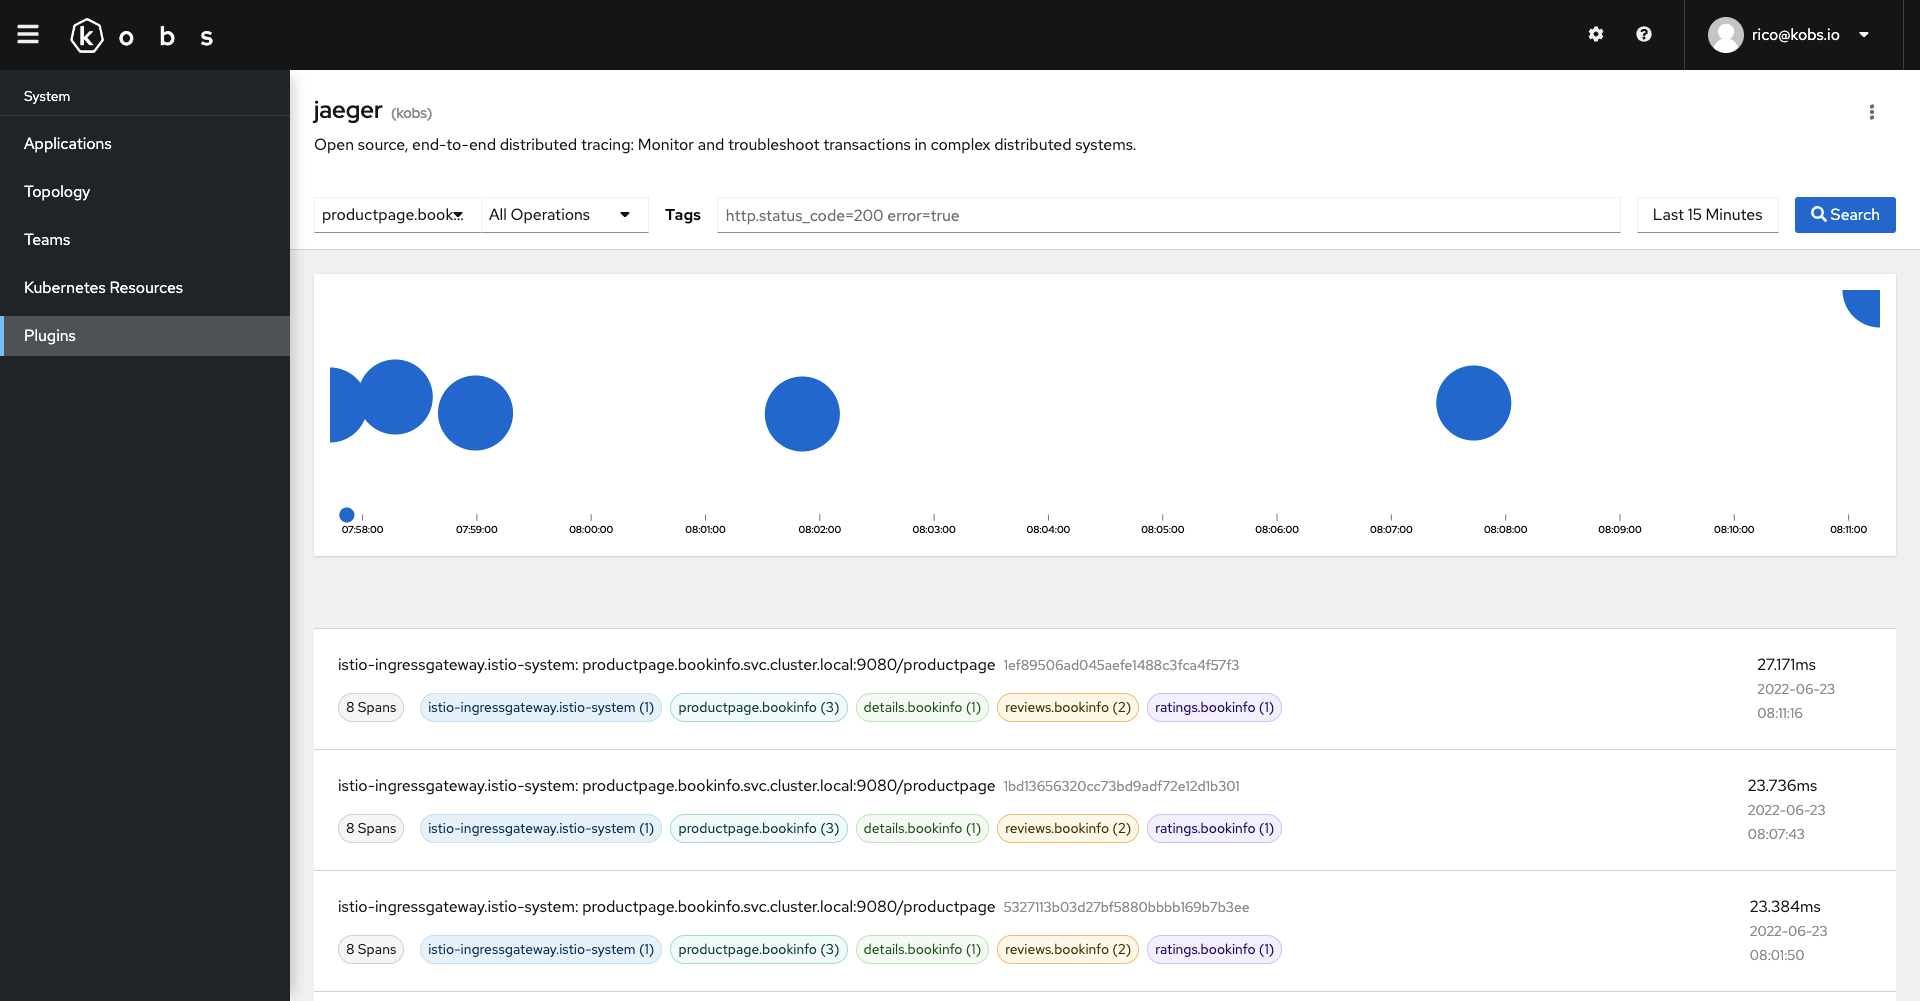 k o b s
rico@kobs.io
System
Applications
Topology
Teams
Kubernetes Resources
Plugins
jaeger (kobs)
Open source, end-to-end distributed tracing: Monitor and troubleshoot transactions in complex distributed systems.
productpage.book... All Operations Tags http.status_code=200 error=true Last 15 Minutes Search
07:58:00 07:59:00 08:00:00 08:01:00 08:02:00 08:03:00 08:04:00 08:05:00 08:06:00 08:07:00 08:08:00 08:09:00 08:10:00 08:11:00
istio-ingressgateway.istio-system: productpage.bookinfo.svc.cluster.local:9080/productpage 1ef89506ad045aefe1488c3fca4f57f3 27.171ms
2022-06-23
8 Spans istio-ingressgateway.istio-system (1) productpage.bookinfo (3) details.bookinfo (1) reviews.bookinfo (2) ratings.bookinfo (1) 08:11:16
istio-ingressgateway.istio-system: productpage.bookinfo.svc.cluster.local:9080/productpage 1bd13656320cc73bd9adf72e12d1b301 23.736ms
2022-06-23
8 Spans istio-ingressgateway.istio-system (1) productpage.bookinfo (3) details.bookinfo (1) reviews.bookinfo (2) ratings.bookinfo (1) 08:07:43
istio-ingressgateway.istio-system: productpage.bookinfo.svc.cluster.local:9080/productpage 5327113b03d27bf5880bbbb169b7b3ee 23.384ms
2022-06-23
8 Spans istio-ingressgateway.istio-system (1) productpage.bookinfo (3) details.bookinfo (1) reviews.bookinfo (2) ratings.bookinfo (1) 08:01:50